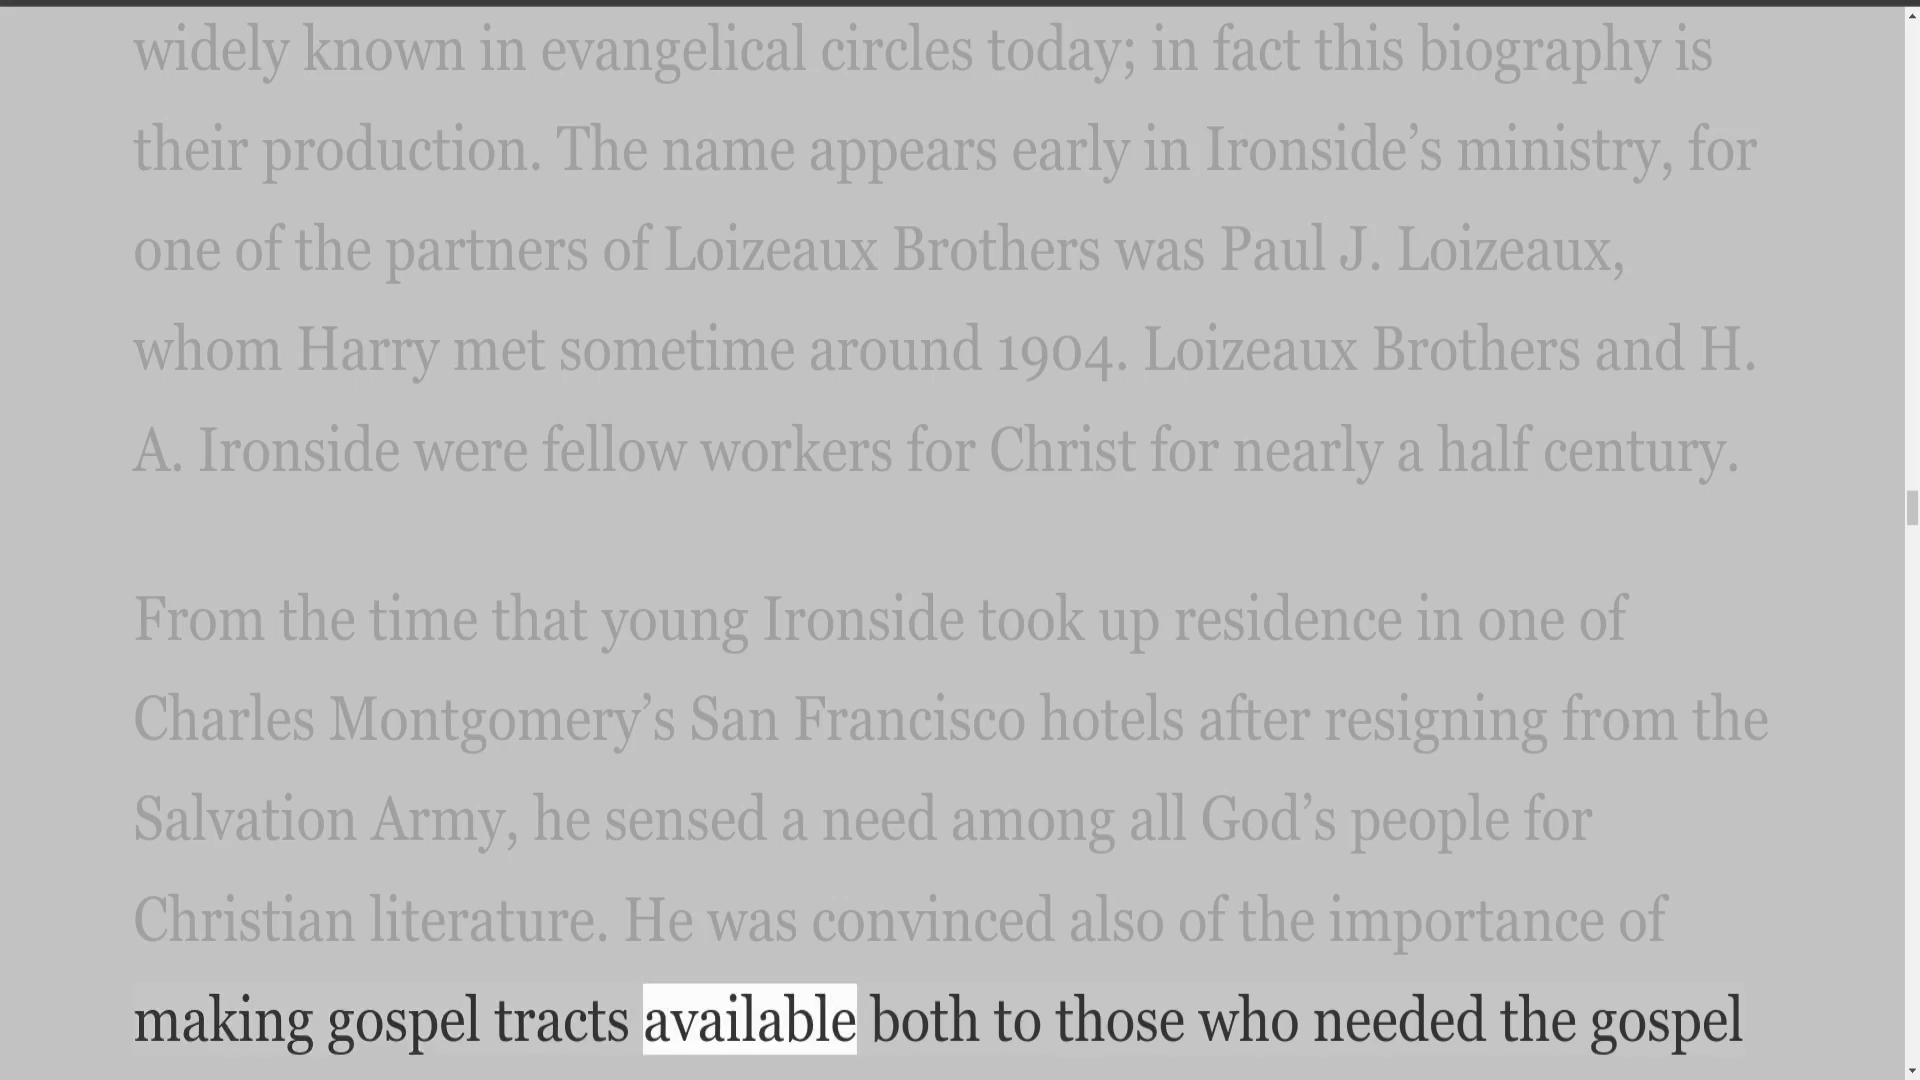 widely known in evangelical circles today; in fact this biography is
their production. The name appears early in Ironside’s ministry, for
one of the partners of Loizeaux Brothers was Paul J. Loizeaux,
whom Harry met sometime around 1904. Loizeaux Brothers and H.
A. Ironside were fellow workers for Christ for nearly a half century.
From the time that young Ironside took up residence in one of
Charles Montgomery’s San Francisco hotels after resigning from the
Salvation Army, he sensed a need among all God’s people for
Christian literature. He was convinced also of the importance of
making gospel tracts available both to those who needed the gospel